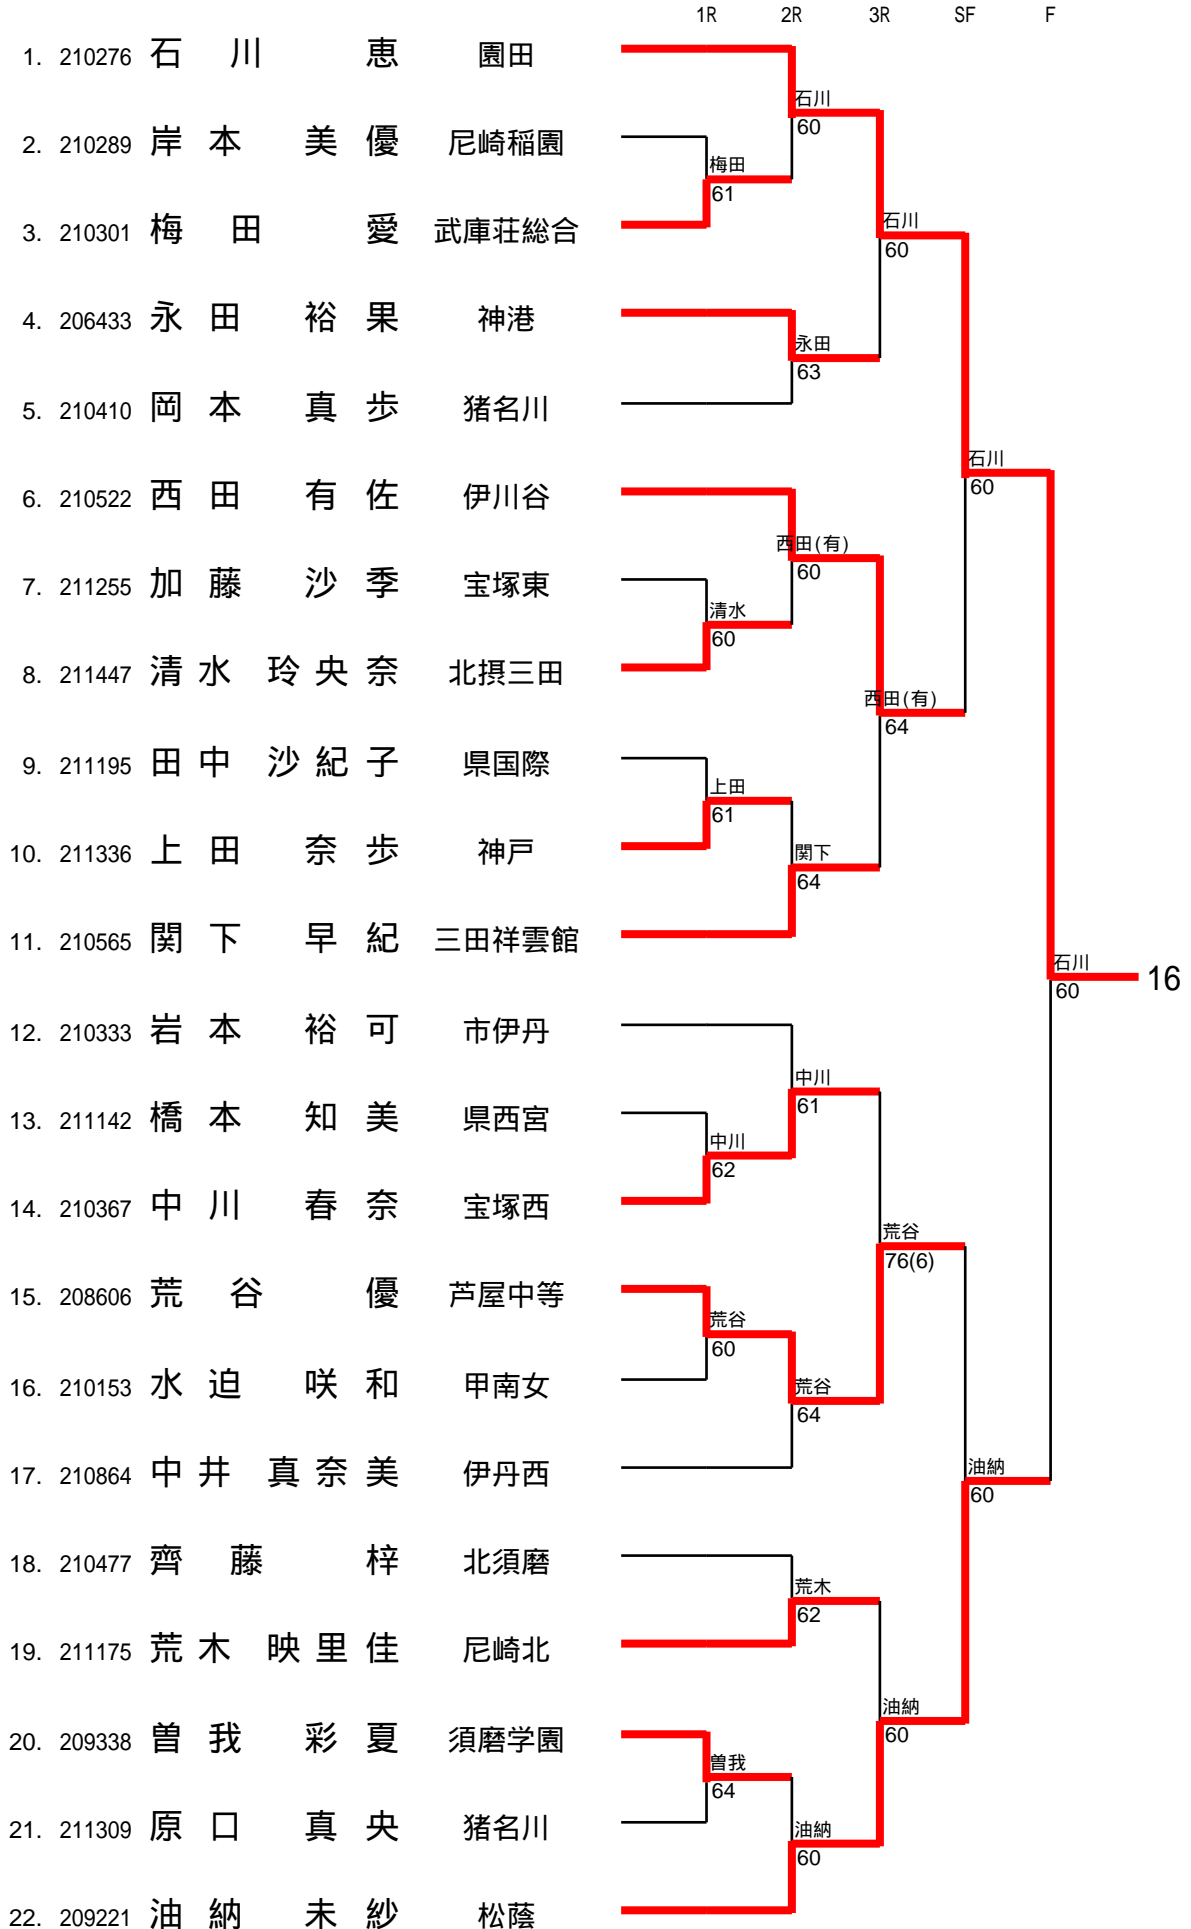 1R 2R 3R SF F
1. 210276 石川 恵 園田
石川
60
2. 210289 岸本 美優 尼崎稲園
梅田
61
3. 210301 梅田 愛 武庫荘総合
石川
60
4. 206433 永田 裕果 神港
永田
63
5. 210410 岡本 真歩 猪名川
石川
60
6. 210522 西田 有佐 伊川谷
西田(有)
60
7. 211255 加藤 沙季 宝塚東
清水
60
8. 211447 清水 玲央奈 北摂三田
西田(有)
64
9. 211195 田中 沙紀子 県国際
上田
61
10. 211336 上田 奈歩 神戸
関下
64
11. 210565 関下 早紀 三田祥雲館
石川
60
16
12. 210333 岩本 裕可 市伊丹
中川
61
13. 211142 橋本 知美 県西宮
中川
62
14. 210367 中川 春奈 宝塚西
荒谷
76(6)
15. 208606 荒谷 優 芦屋中等
荒谷
60
16. 210153 水迫 咲和 甲南女
荒谷
64
17. 210864 中井 真奈美 伊丹西
油納
60
18. 210477 齊藤 梓 北須磨
荒木
62
19. 211175 荒木 映里佳 尼崎北
油納
60
20. 209338 曽我 彩夏 須磨学園
曽我
64
21. 211309 原口 真央 猪名川
油納
60
22. 209221 油納 未紗 松蔭